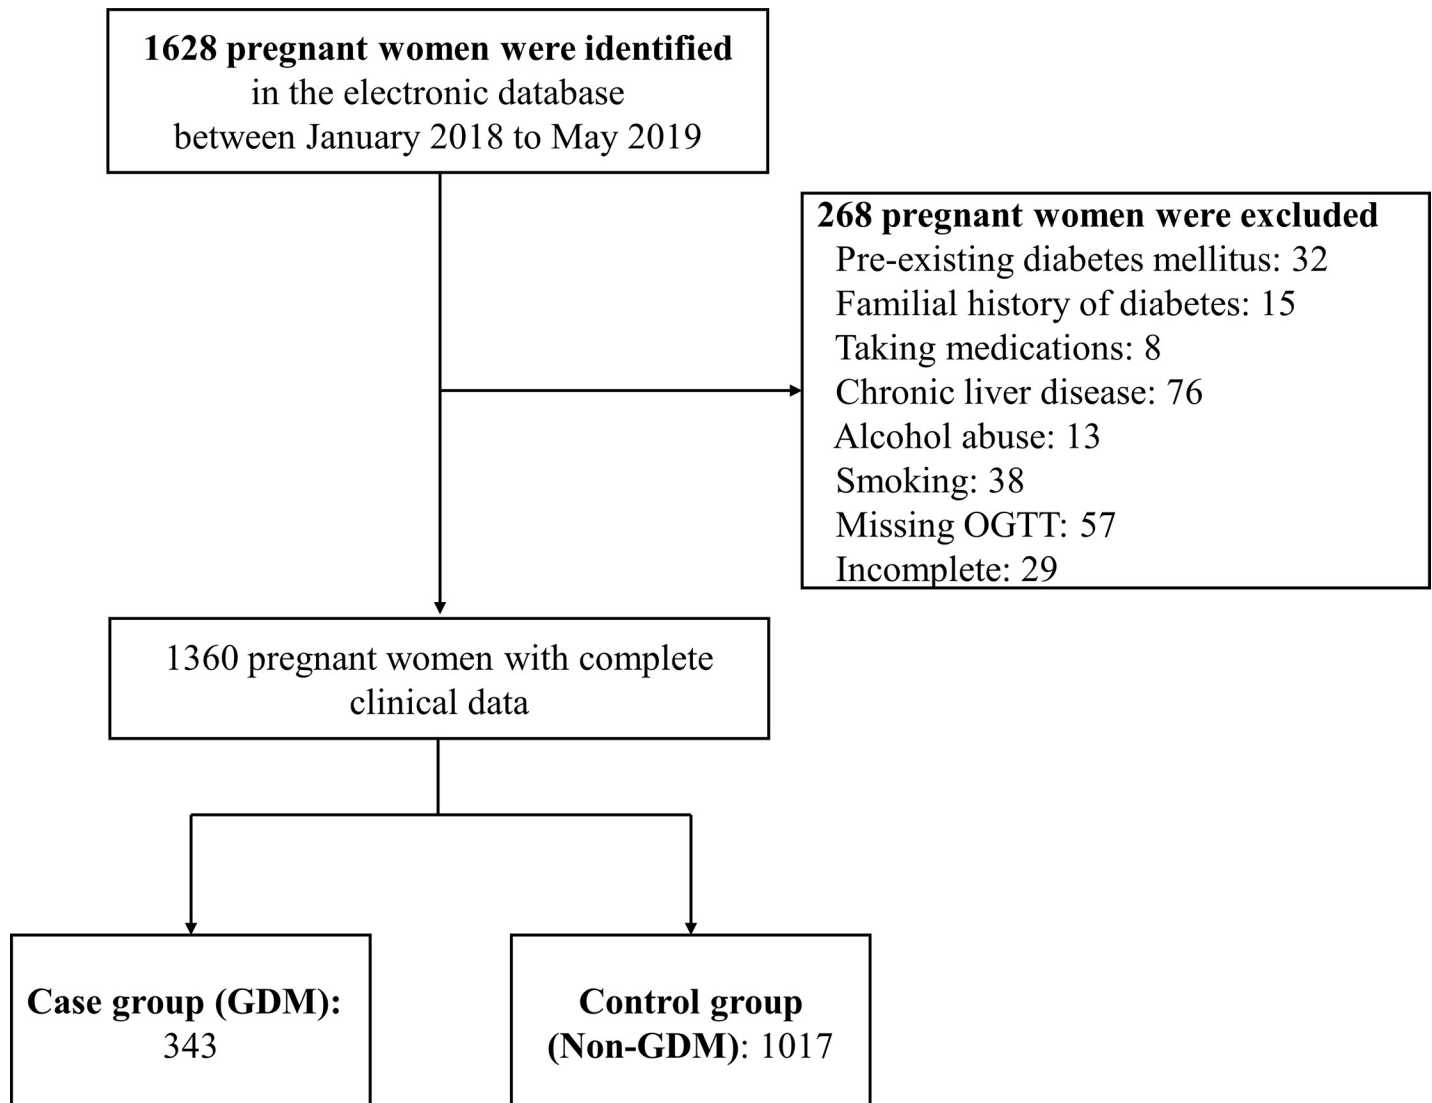 1628 pregnant women were identified
in the electronic database
between January 2018 to May 2019
268 pregnant women were excluded
Pre-existing diabetes mellitus: 32
Familial history of diabetes: 15
Taking medications: 8
Chronic liver disease: 76
Alcohol abuse: 13
Smoking: 38
Missing OGTT: 57
Incomplete: 29
1360 pregnant women with complete
clinical data
Case group (GDM):
343
Control group
(Non-GDM): 1017